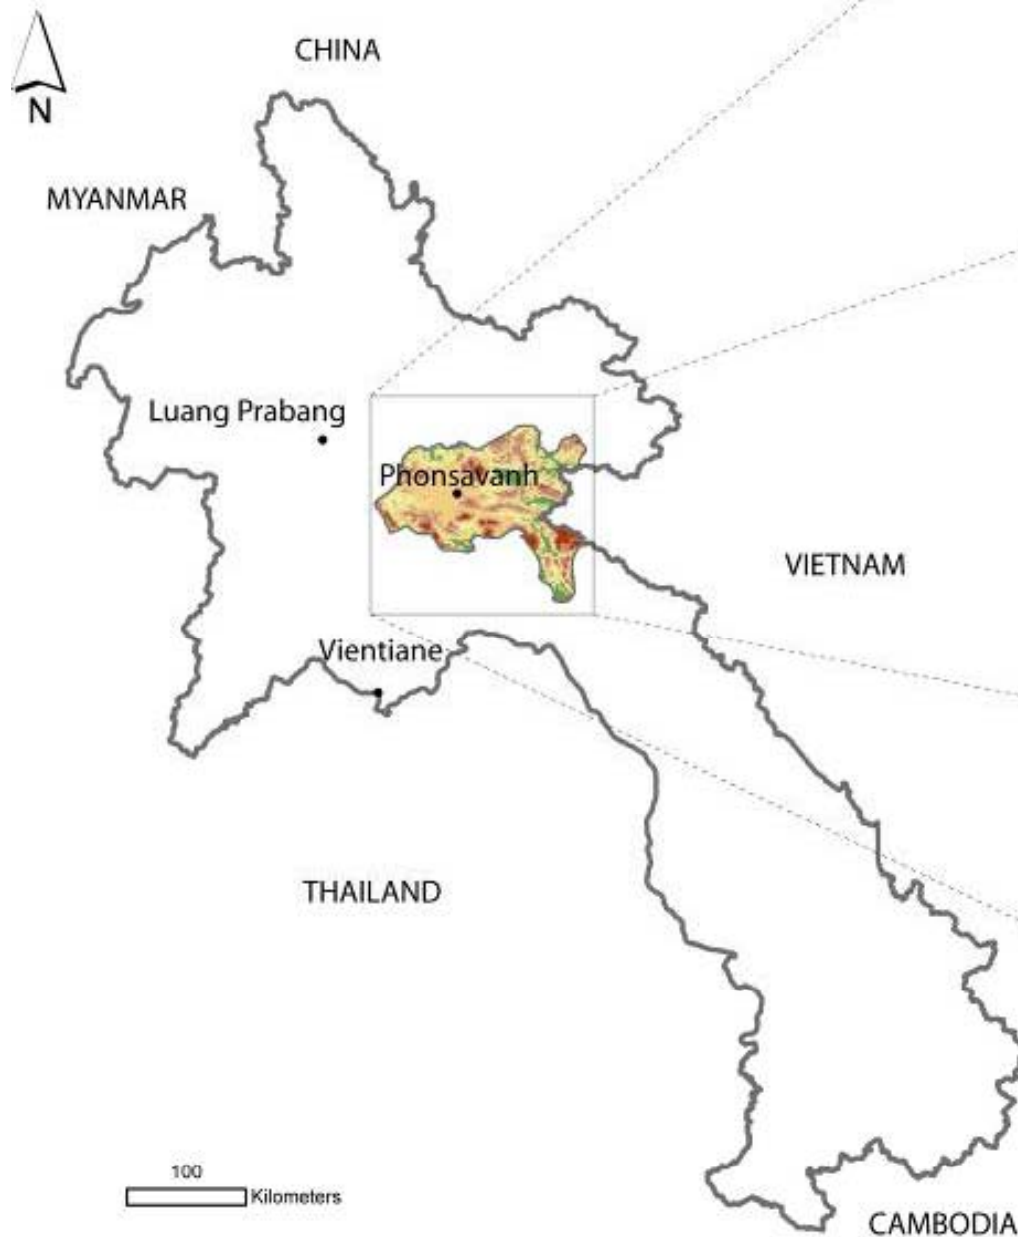 CHINA
N
MYANMAR
Luang Prabang
Phonsavanh
VIETNAM
Vientiane
THAILAND
100
Kilometers
CAMBODIA